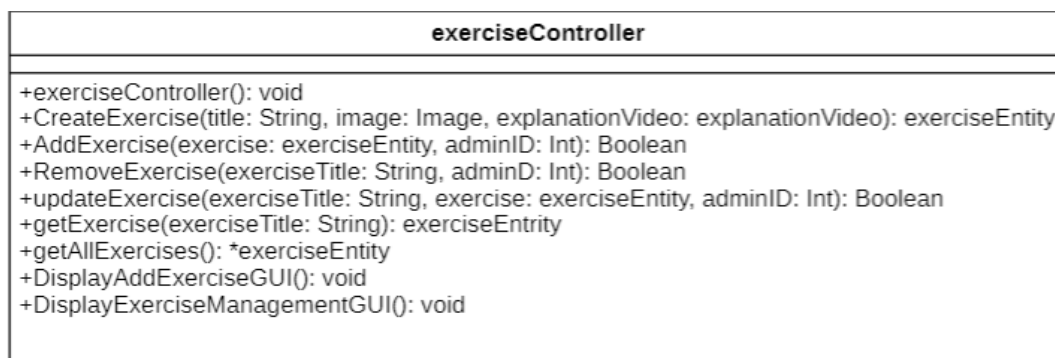 exerciseController
+exerciseController(): void
+CreateExercise(title: String, image: Image, explanationVideo: explanationVideo): exerciseEntity
+AddExercise(exercise: exerciseEntity, adminID: Int): Boolean
+RemoveExercise(exerciseTitle: String, adminD: Int): Boolean
+updateExercise(exerciseTitle: String, exercise: exerciseEntity, adminID: Int): Boolean
+getExercise(exerciseTitle: String): exerciseEntrity
+getAllExercises(): *exerciseEntity
+DisplayAddExerciseGUI(): void
+DisplayExerciseManagementGUI(): void